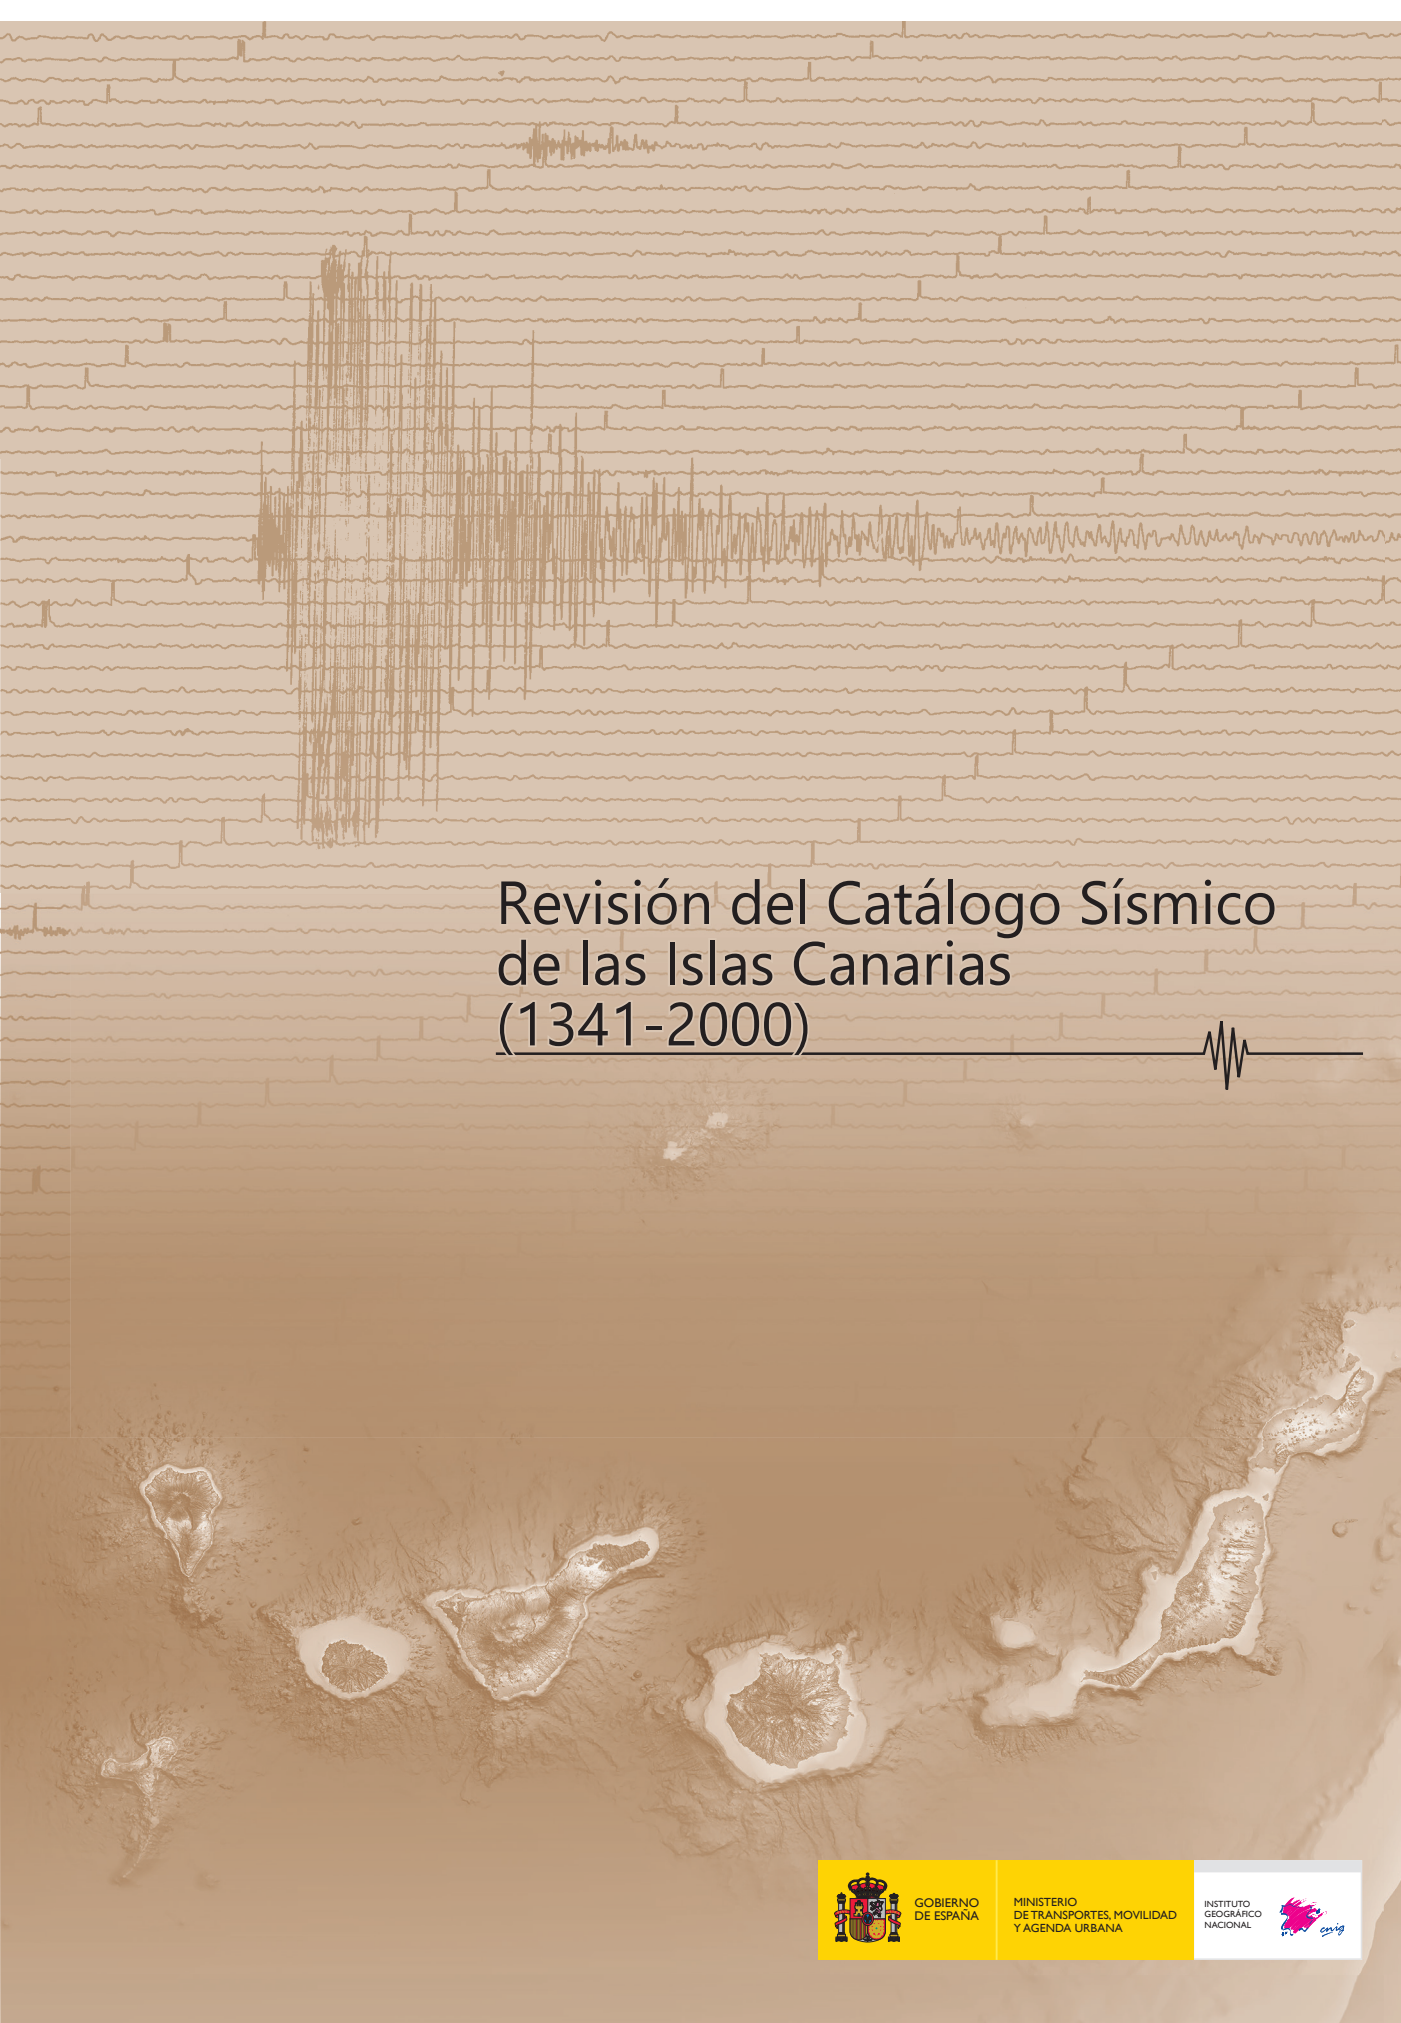 Revisión del Catálogo Sísmico
de las Islas Canarias
(1341-2000)
GOBIERNO
DE ESPAÑA
MINISTERIO
DE TRANSPORTES, MOVILIDAD
Y AGENDA URBANA
INSTITUTO
GEOGRÁFICO
NACIONAL
cnig